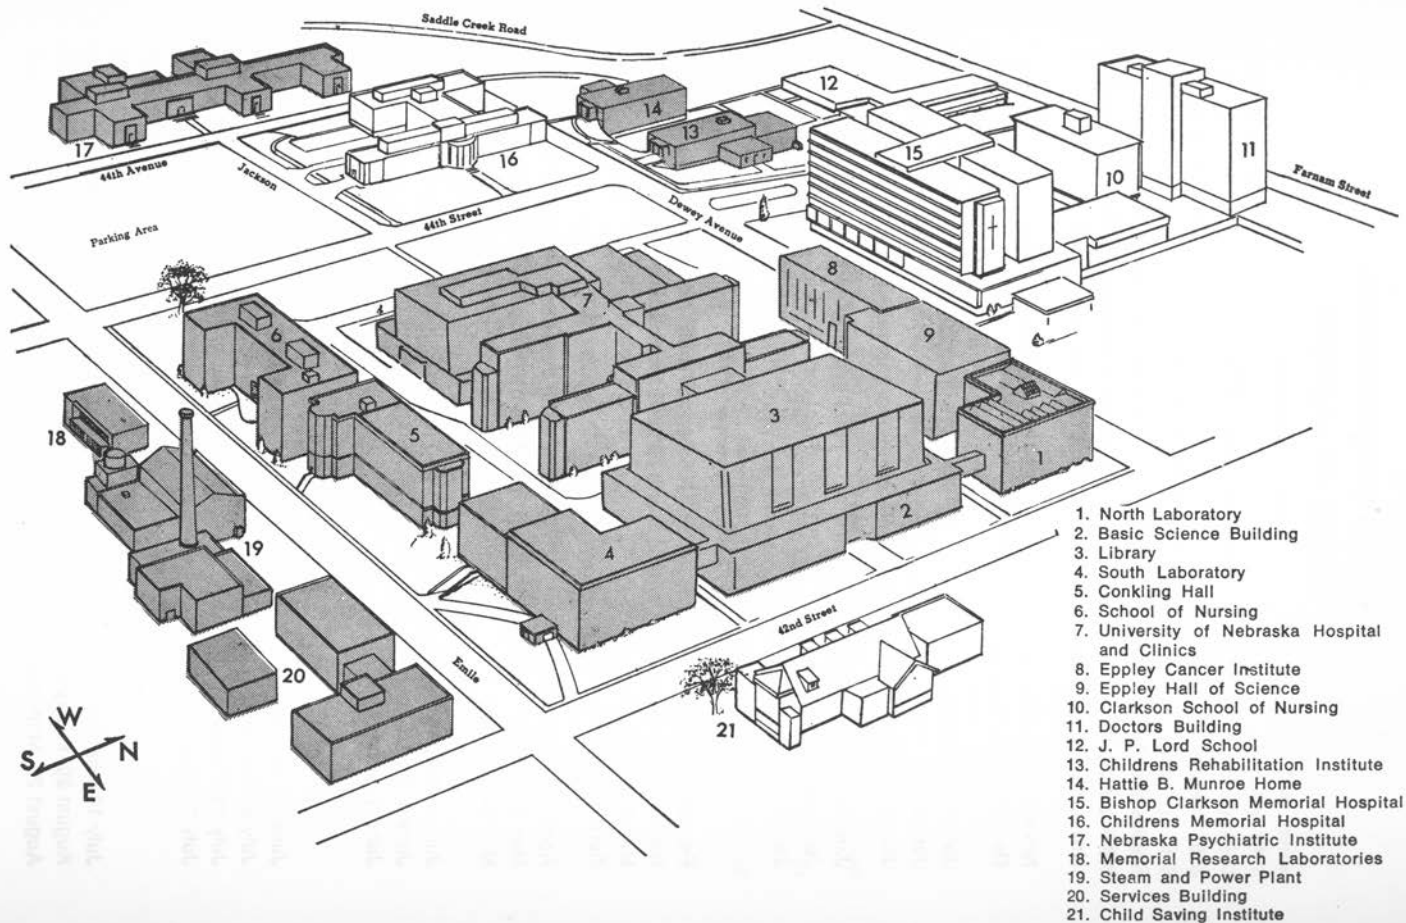 Saddle Creek Road
12
14
13
17
44th Avenue
Jackson
16
15
11
10
Farnam Street
44th Street
Dewey Avenue
Parking Area
8
7
6
9
3
5
18
1
2
19
4
42nd Street
Emile
20
21
W
S N
E
1. North Laboratory
2. Basic Science Building
3. Library
4. South Laboratory
5. Conkling Hall
6. School of Nursing
7. University of Nebraska Hospital
and Clinics
8. Eppley Cancer Institute
9. Eppley Hall of Science
10. Clarkson School of Nursing
11. Doctors Building
12. J. P. Lord School
13. Childrens Rehabilitation Institute
14. Hattie B. Munroe Home
15. Bishop Clarkson Memorial Hospital
16. Childrens Memorial Hospital
17. Nebraska Psychiatric Institute
18. Memorial Research Laboratories
19. Steam and Power Plant
20. Services Building
21. Child Saving Institute